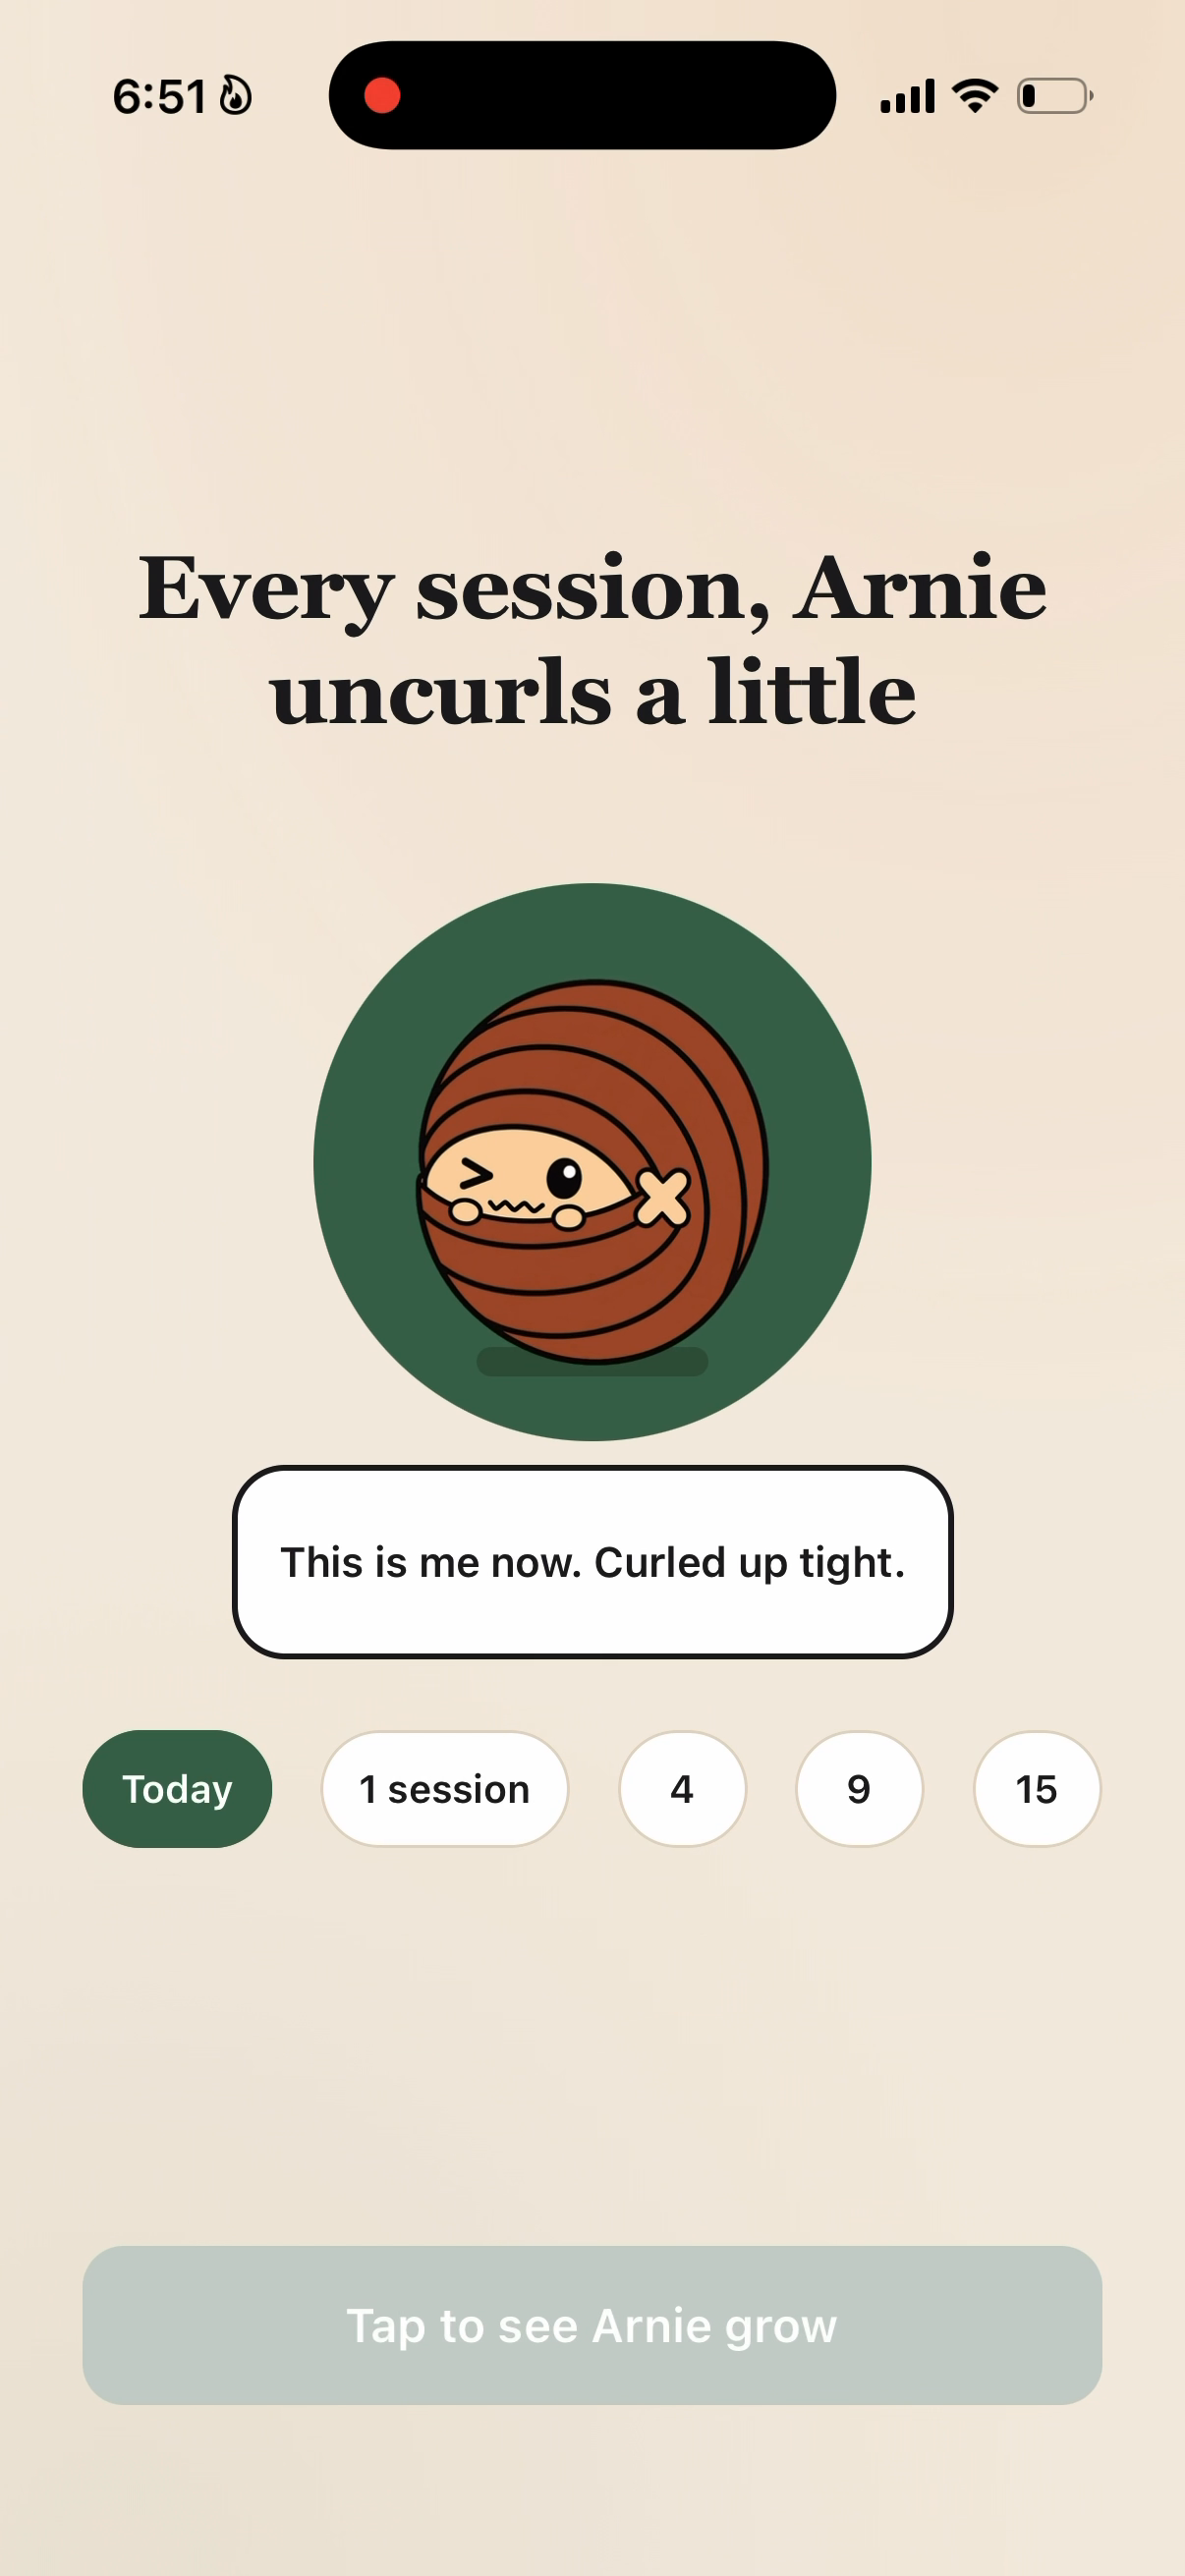 6:51
Every session, Arnie
uncurls a little
This is me now. Curled up tight.
Today
1 session
4
9
15
Tap to see Arnie grow